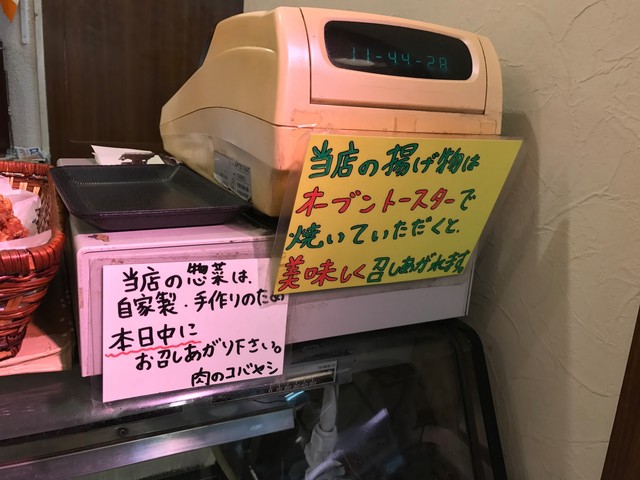 11-44-28
当店の揚げ物は
オーブントースターで
焼いていただくと、
美味しく召しあがれます。
当店の惣菜は、
自家製・手作りのため
本日中に
お召しあがり下さい。
肉のコバヤシ